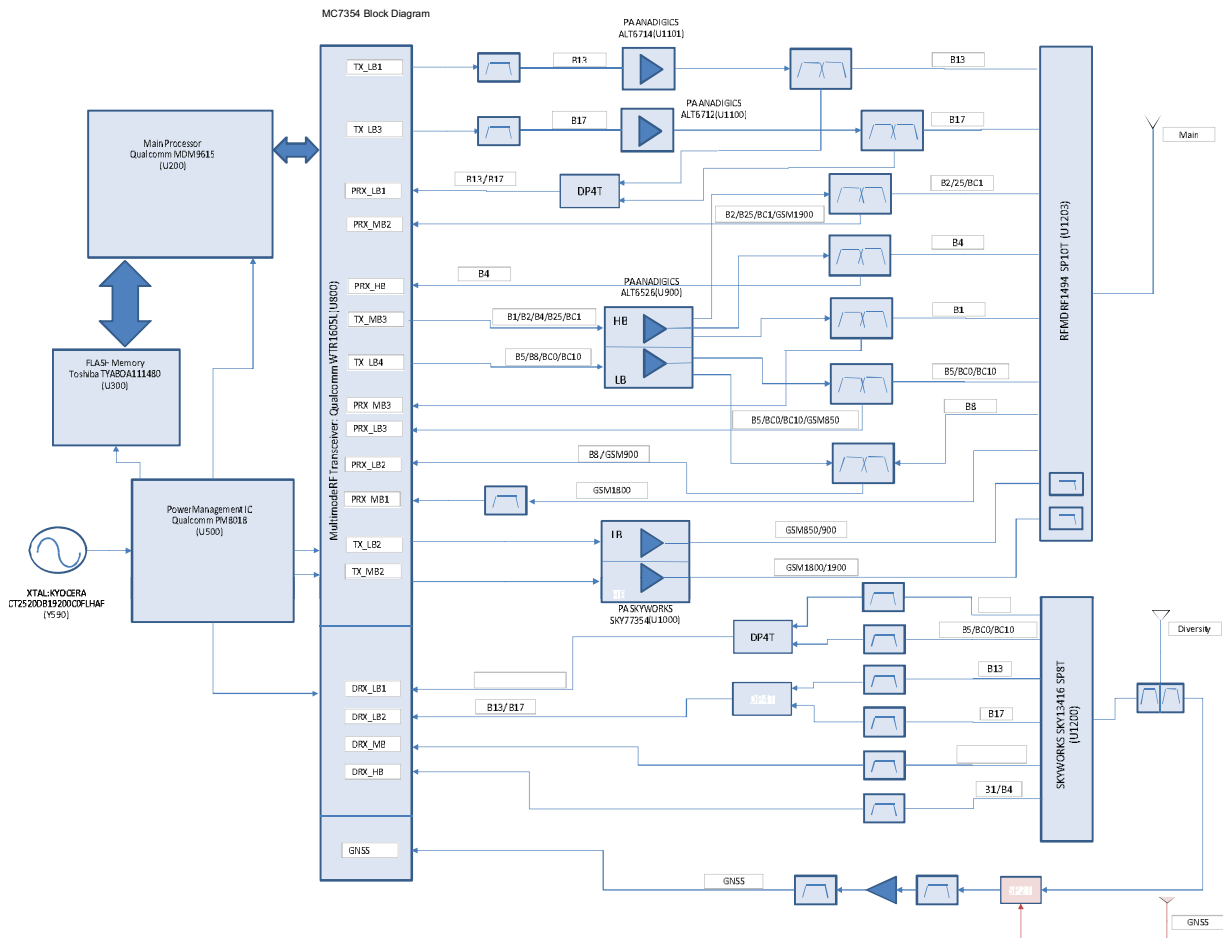 MC7354 Block Diagram
PA ANADIGICS
ALT6714(U1101)
TX_LB1
B13
B13
PA ANADIGICS
ALT6712(U1100)
TX_LB3
B17
B17
Main
Main Processor
Qualcomm MDM9615
(U200)
PRX_LB1
B13/B17
DP4T
B2/25/BC1
PRX_MB2
B2/B25/BC1/GSM1900
B4
PRX_HB
B4
PA ANADIGICS
ALT6526(U900)
TX_MB3
B1/B2/B4/B25/BC1
HB
B1
TX_LB4
B5/B8/BC0/BC10
LB
B5/BC0/BC10
FLASH Memory
Toshiba TYABOA111480
(U300)
PRX_MB3
B8
PRX_LB3
B5/BC0/BC10/GSM850
PRX_LB2
B8/GSM900
PRX_MB1
GSM1800
Multimode RF Transceiver: Qualcomm WTR1605L(U800)
RFMD RF1494 SP10T (U1203)
Power Management IC
Qualcomm PM8018
(U500)
TX_LB2
LB
GSM850/900
TX_MB2
GSM1800/1900
PA SKYWORKS
SKY77354(U1000)
XTAL:KYOCERA
CT2520DB19200C0FLHAF
(Y590)
DP4T
B5/BC0/BC10
Diversity
B13
DRX_LB1
DRX_LB2
B13/B17
B17
DRX_MB
DRX_HB
B1/B4
SKYWORKS SKY13416 SP8T
(U1200)
GNSS
GNSS
GNSS